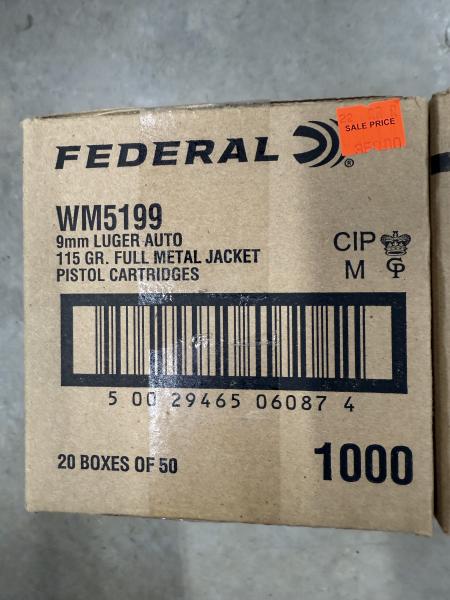 FEDERAL ®
SALE PRICE
WM5199
9mm LUGER AUTO
115 GR. FULL METAL JACKET
PISTOL CARTRIDGES
CIP
M
5 00 29465 06087 4
20 BOXES OF 50
1000